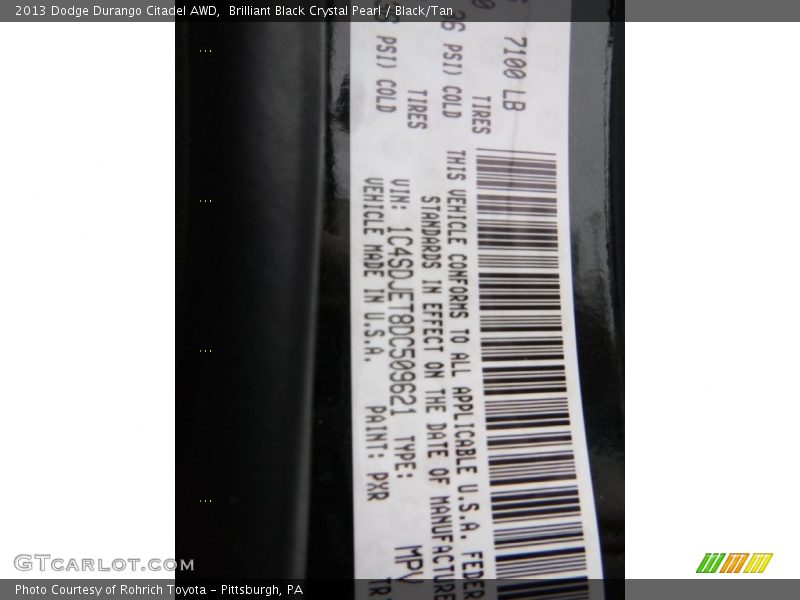 2013 Dodge Durango Citadel AWD, Brilliant Black Crystal Pearl / Black/Tan
7100 LB
TIRES
36 PSI) COLD
TIRES
PSI) COLD
THIS VEHICLE CONFORMS TO ALL APPLICABLE U.S.A. FEDER
STANDARDS IN EFFECT ON THE DATE OF MANUFACTURE
VIN: 1C4SDJET8DC509621 TYPE: MPV
VEHICLE MADE IN U.S.A. PAINT: PXR TR
GTCARLOT.COM
Photo Courtesy of Rohrich Toyota - Pittsburgh, PA